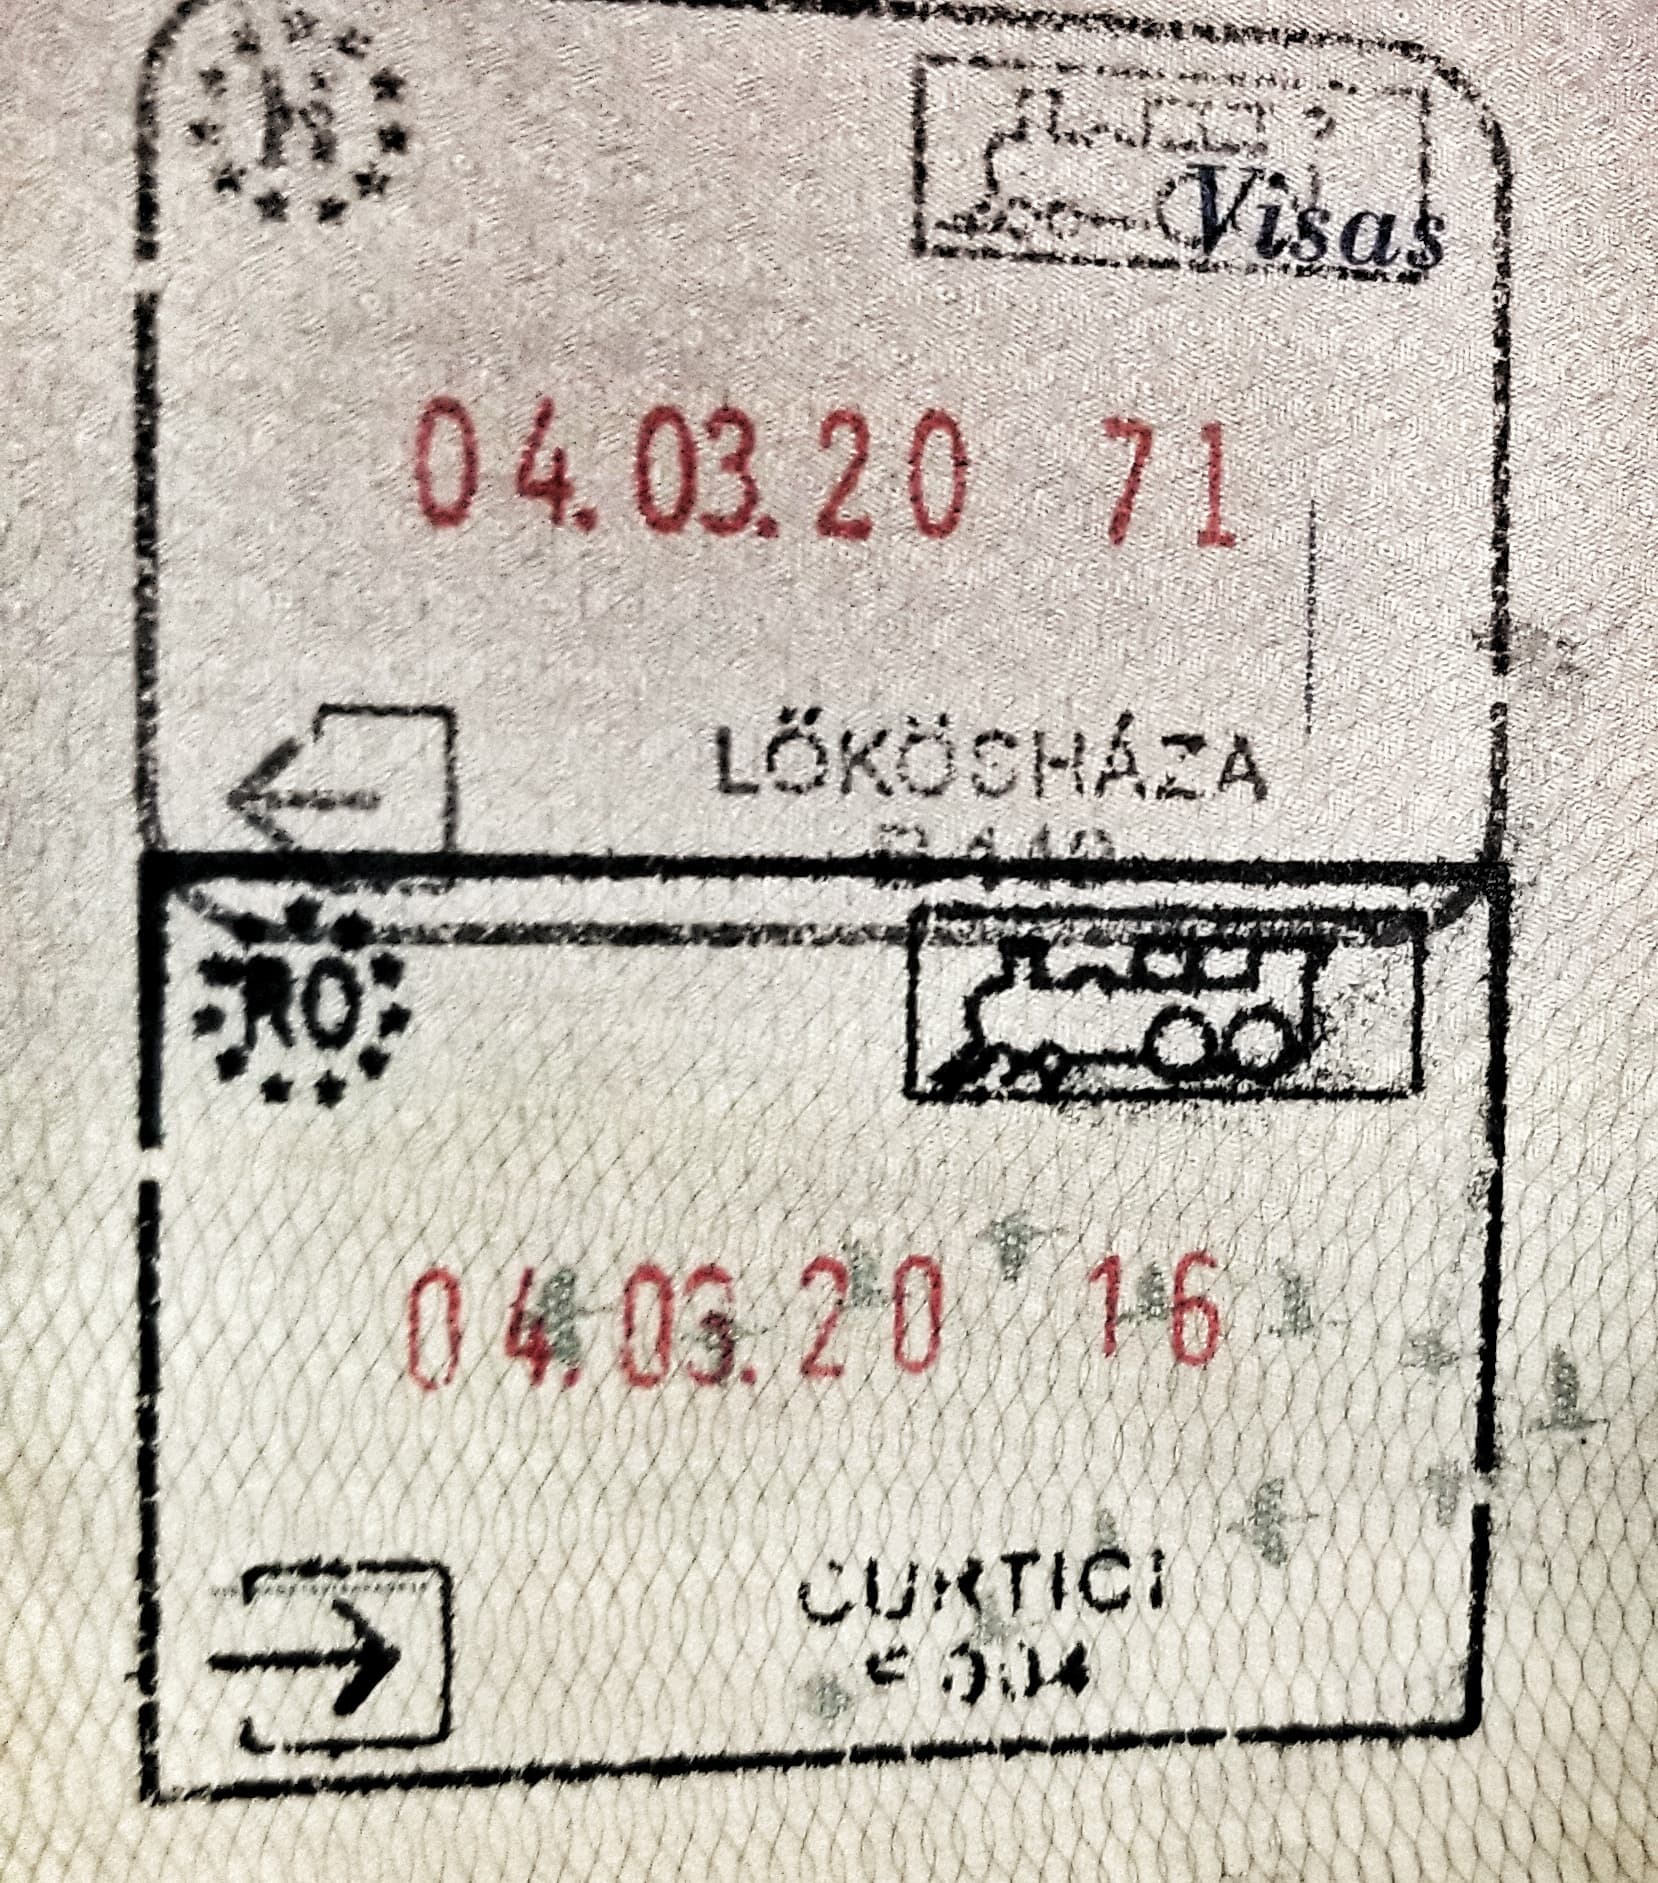 H
Visas
04.03.20 71
LŐKÖSHÁZA
RO
04.03.20 16
CURTICI